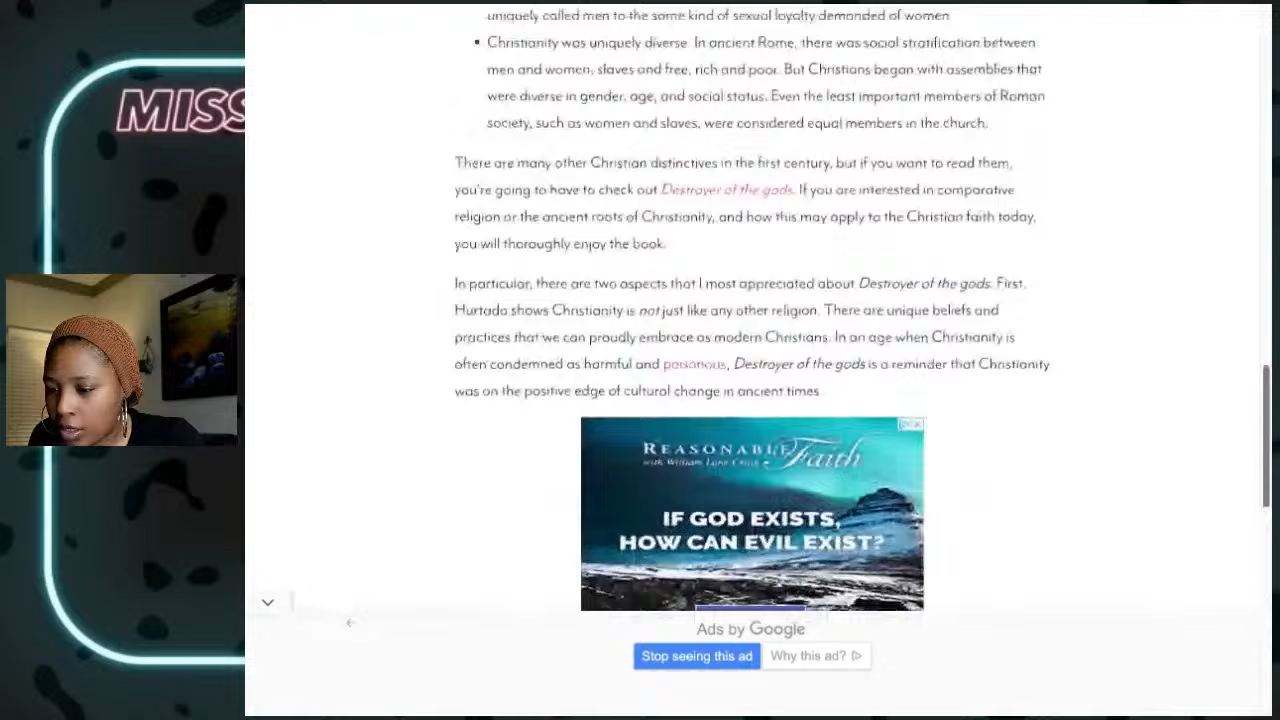 MISS
uniquely called men to the same kind of sexual loyalty demanded of women
▪ Christianity was uniquely diverse. In ancient Rome, there was social stratification between
men and women, slaves and free, rich and poor. But Christians began with assemblies that
were diverse in gender, age, and social status. Even the least important members of Roman
society, such as women and slaves, were considered equal members in the church.
There are many other Christian distinctives in the first century, but if you want to read them,
you're going to have to check out Destroyer of the gods. If you are interested in comparative
religion or the ancient roots of Christianity, and how this may apply to the Christian faith today,
you will thoroughly enjoy the book.
In particular, there are two aspects that I most appreciated about Destroyer of the gods. First,
Hurtado shows Christianity is not just like any other religion. There are unique beliefs and
practices that we can proudly embrace as modern Christians. In an age when Christianity is
often condemned as harmful and poisonous, Destroyer of the gods is a reminder that Christianity
was on the positive edge of cultural change in ancient times.
REASONABLE Faith
with William Lane Craig
IF GOD EXISTS,
HOW CAN EVIL EXIST?
Ads by Google
Stop seeing this ad
Why this ad?